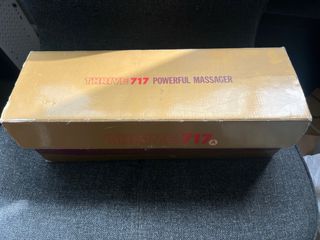 THRIVE 717 POWERFUL MASSAGER
THRIVE 717 A